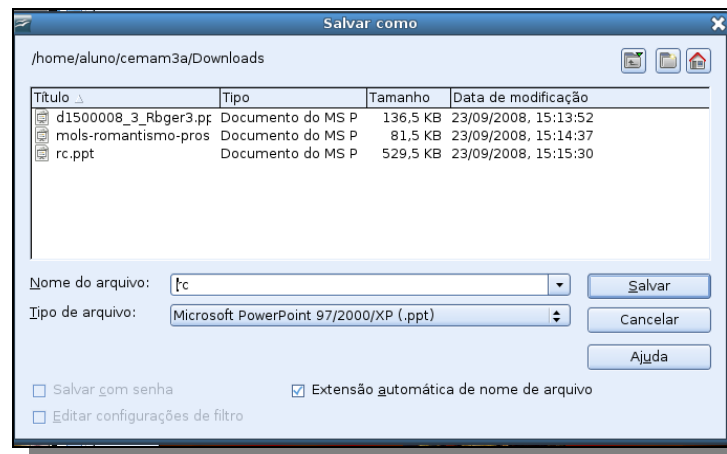 Salvar como
/home/aluno/cemam3a/Downloads
Título Tipo Tamanho Data de modificação
d1500008_3_Rbger3.pp Documento do MS P 136,5 KB 23/09/2008, 15:13:52
mols-romantismo-pros Documento do MS P 81,5 KB 23/09/2008, 15:14:37
rc.ppt Documento do MS P 529,5 KB 23/09/2008, 15:15:30
Nome do arquivo: rc Salvar
Tipo de arquivo: Microsoft PowerPoint 97/2000/XP (.ppt) Cancelar
Ajuda
Salvar com senha Extensão automática de nome de arquivo
Editar configurações de filtro